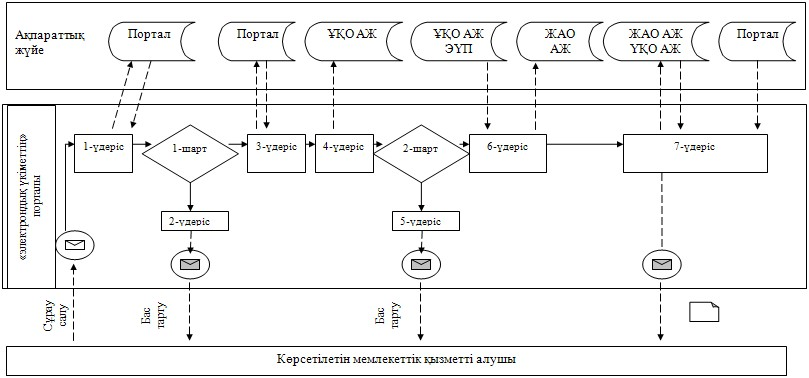 Ақпараттық
жүйе
Портал
Портал
ҰҚО АЖ
ҰҚО АЖ
ЭҮП
ЖАО
АЖ
ЖАО АЖ
ҮҚО АЖ
Портал
«электрондық үкіметтің»
порталы
1-үдеріс
1-шарт
3-үдеріс
4-үдеріс
2-шарт
6-үдеріс
7-үдеріс
2-үдеріс
5-үдеріс
Сұрау
салу
Бас
тарту
Бас
тарту
Көрсетілетін мемлекеттік қызметті алушы